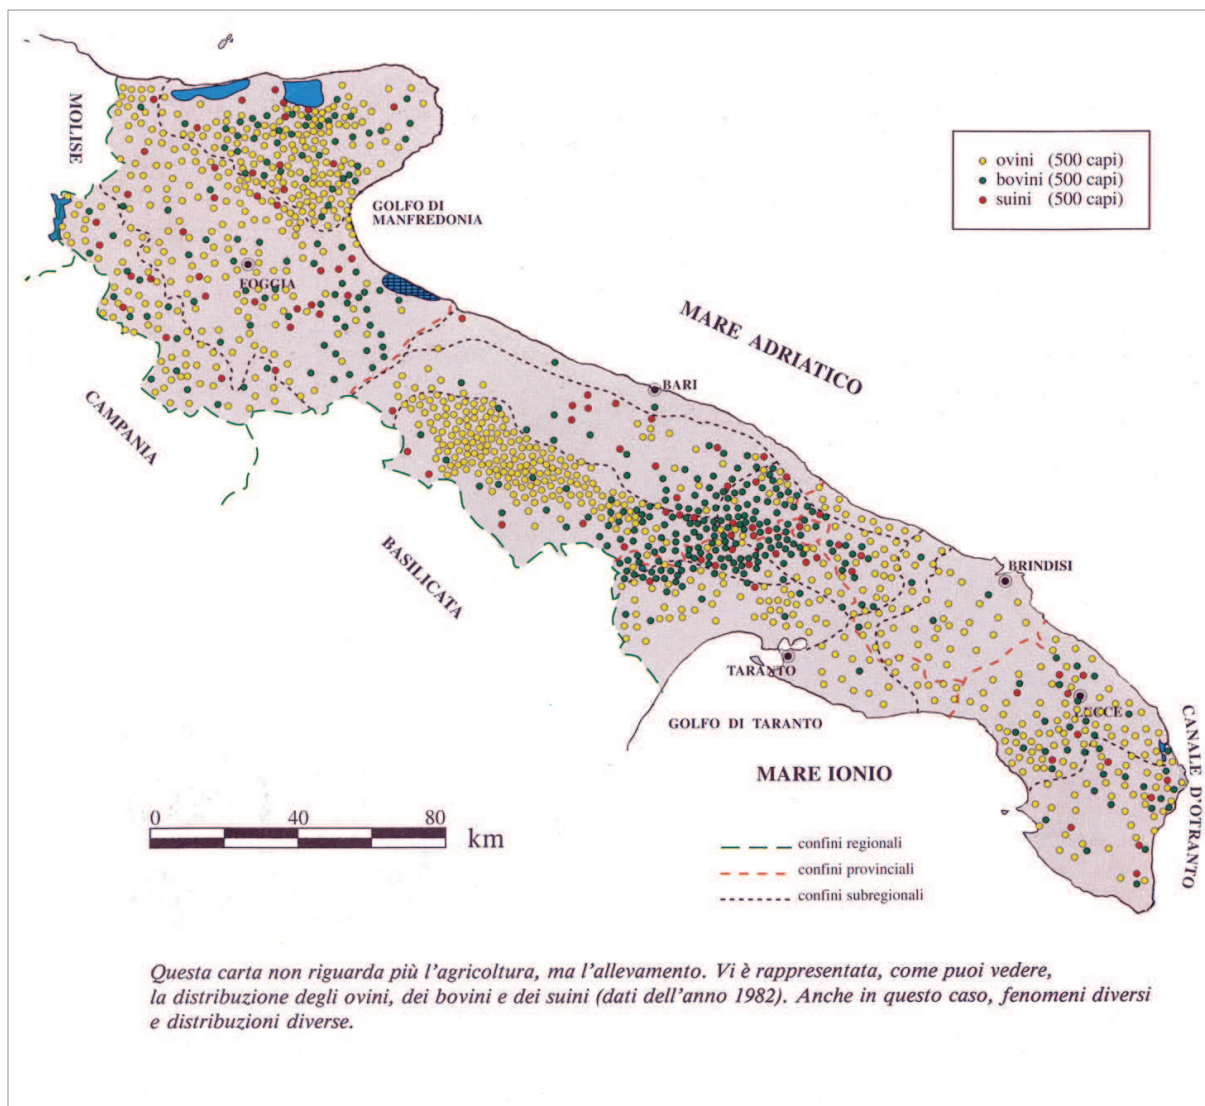 MOLISE
GOLFO DI
MANFREDONIA
FOGGIA
ovini (500 capi)
bovini (500 capi)
suini (500 capi)
MARE ADRIATICO
BARI
CAMPANIA
BASILICATA
BRINDISI
TARANTO
LECCE
GOLFO DI TARANTO
MARE IONIO
CANALE D'OTRANTO
0 40 80
km
confini regionali
confini provinciali
confini subregionali
Questa carta non riguarda più l'agricoltura, ma l'allevamento. Vi è rappresentata, come puoi vedere,
la distribuzione degli ovini, dei bovini e dei suini (dati dell'anno 1982). Anche in questo caso, fenomeni diversi
e distribuzioni diverse.